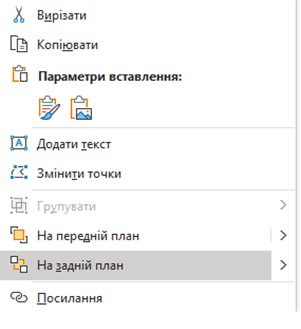 Вирізати
Копіювати
Параметри вставлення:
Додати текст
Змінити точки
Групувати
На передній план
На задній план
Посилання